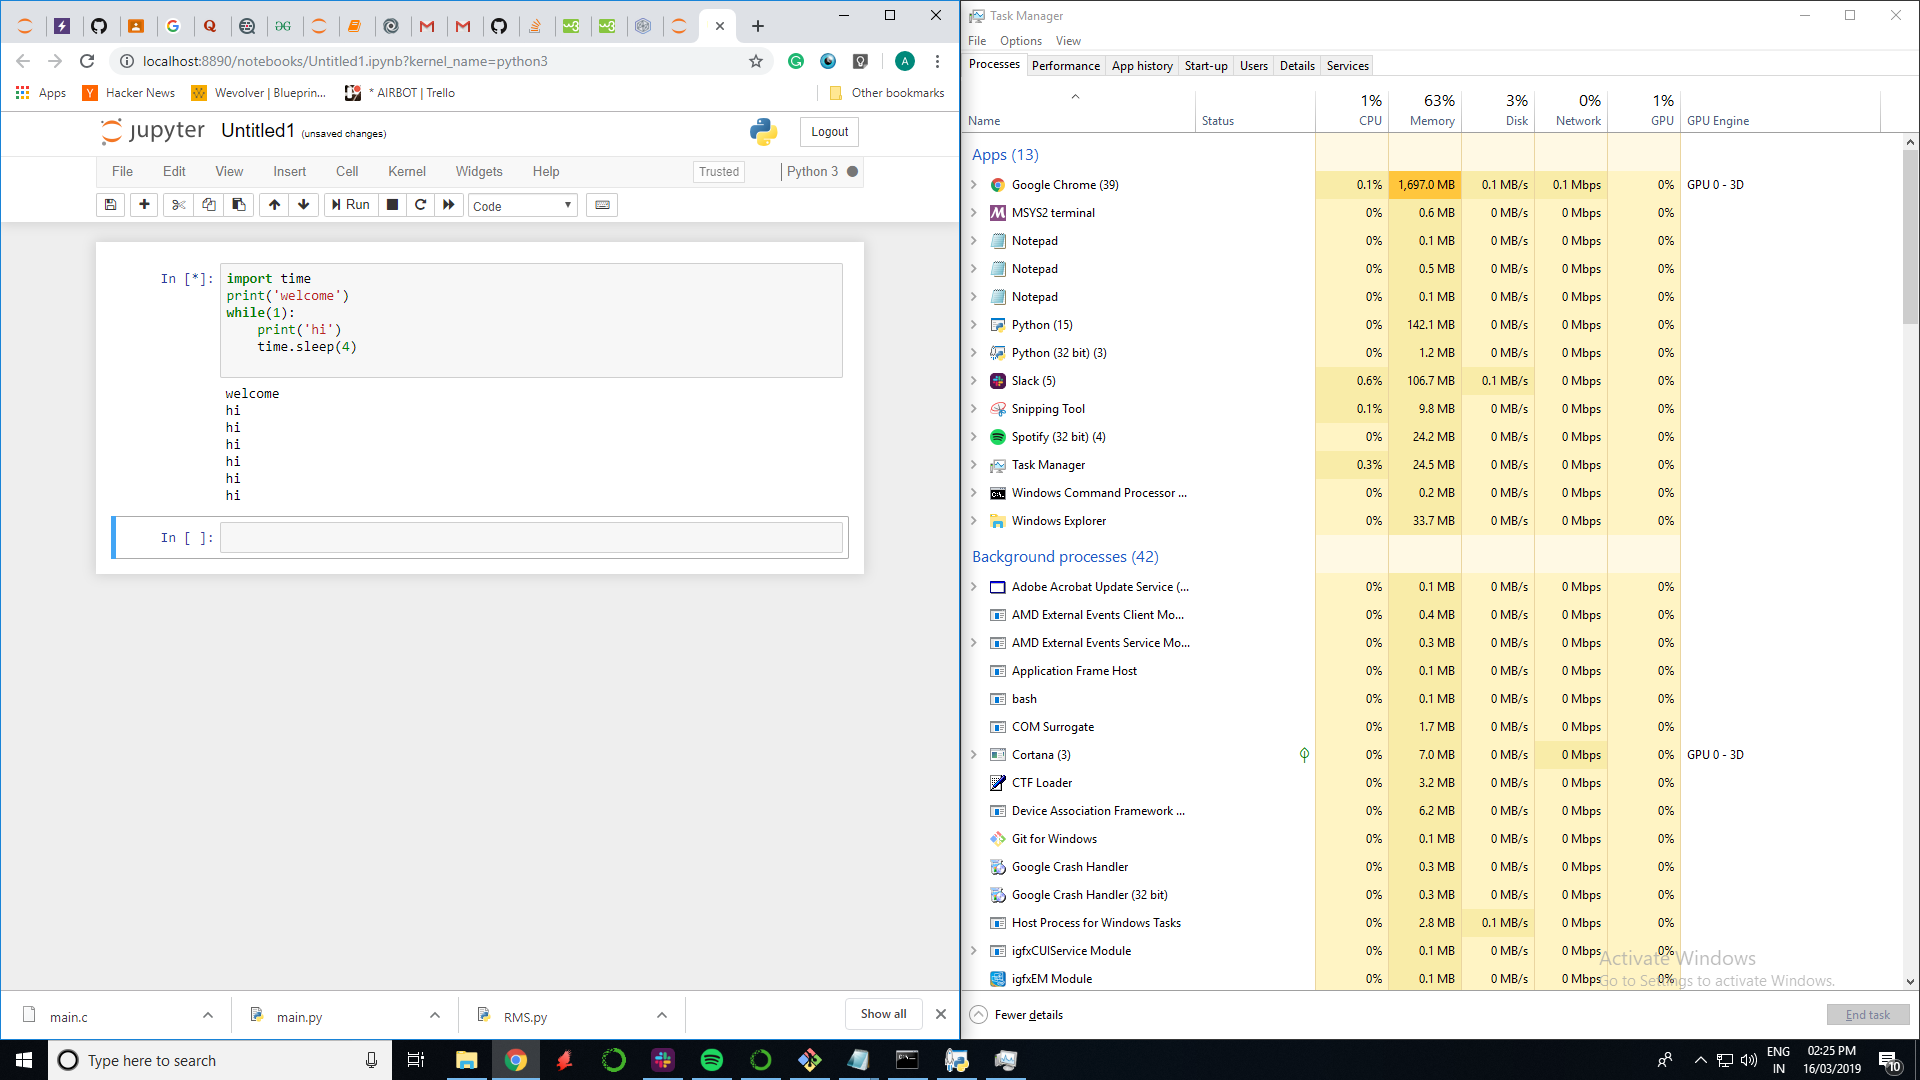 localhost:8890/notebooks/Untitled1.ipynb?kernel_name=python3
A
Apps
Hacker News
Wevolver | Blueprin...
* AIRBOT | Trello
Other bookmarks
jupyter Untitled1 (unsaved changes)
Logout
File Edit View Insert Cell Kernel Widgets Help
Trusted
Python 3
Run
Code
In [*]:
import time
print('welcome')
while(1):
    print('hi')
    time.sleep(4)
welcome
hi
hi
hi
hi
hi
hi
In [ ]:
main.c
main.py
RMS.py
Show all
Task Manager
File Options View
Processes Performance App history Start-up Users Details Services
1% 63% 3% 0% 1%
Name Status CPU Memory Disk Network GPU GPU Engine
Apps (13)
Google Chrome (39) 0.1% 1,697.0 MB 0.1 MB/s 0.1 Mbps 0% GPU 0 - 3D
MSYS2 terminal 0% 0.6 MB 0 MB/s 0 Mbps 0%
Notepad 0% 0.1 MB 0 MB/s 0 Mbps 0%
Notepad 0% 0.5 MB 0 MB/s 0 Mbps 0%
Notepad 0% 0.1 MB 0 MB/s 0 Mbps 0%
Python (15) 0% 142.1 MB 0 MB/s 0 Mbps 0%
Python (32 bit) (3) 0% 1.2 MB 0 MB/s 0 Mbps 0%
Slack (5) 0.6% 106.7 MB 0.1 MB/s 0 Mbps 0%
Snipping Tool 0.1% 9.8 MB 0 MB/s 0 Mbps 0%
Spotify (32 bit) (4) 0% 24.2 MB 0 MB/s 0 Mbps 0%
Task Manager 0.3% 24.5 MB 0 MB/s 0 Mbps 0%
Windows Command Processor ... 0% 0.2 MB 0 MB/s 0 Mbps 0%
Windows Explorer 0% 33.7 MB 0 MB/s 0 Mbps 0%
Background processes (42)
Adobe Acrobat Update Service (... 0% 0.1 MB 0 MB/s 0 Mbps 0%
AMD External Events Client Mo... 0% 0.4 MB 0 MB/s 0 Mbps 0%
AMD External Events Service Mo... 0% 0.3 MB 0 MB/s 0 Mbps 0%
Application Frame Host 0% 0.1 MB 0 MB/s 0 Mbps 0%
bash 0% 0.1 MB 0 MB/s 0 Mbps 0%
COM Surrogate 0% 1.7 MB 0 MB/s 0 Mbps 0%
Cortana (3) 0% 7.0 MB 0 MB/s 0 Mbps 0% GPU 0 - 3D
CTF Loader 0% 3.2 MB 0 MB/s 0 Mbps 0%
Device Association Framework ... 0% 6.2 MB 0 MB/s 0 Mbps 0%
Git for Windows 0% 0.1 MB 0 MB/s 0 Mbps 0%
Google Crash Handler 0% 0.3 MB 0 MB/s 0 Mbps 0%
Google Crash Handler (32 bit) 0% 0.3 MB 0 MB/s 0 Mbps 0%
Host Process for Windows Tasks 0% 2.8 MB 0.1 MB/s 0 Mbps 0%
igfxCUIService Module 0% 0.1 MB 0 MB/s 0 Mbps 0%
igfxEM Module 0% 0.1 MB 0 MB/s 0 Mbps 0%
Activate Windows
Go to Settings to activate Windows.
Fewer details
End task
Type here to search
ENG
IN
02:25 PM
16/03/2019
10